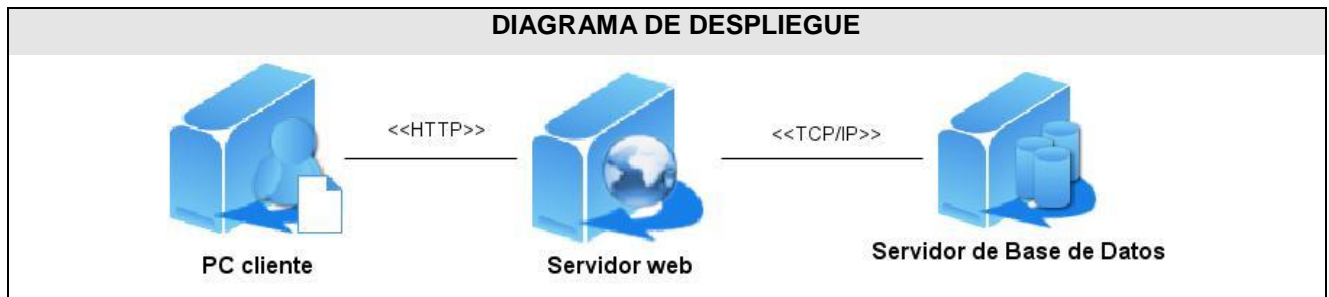 DIAGRAMA DE DESPLIEGUE
<<HTTP>>
<<TCP/IP>>
PC cliente
Servidor web
Servidor de Base de Datos